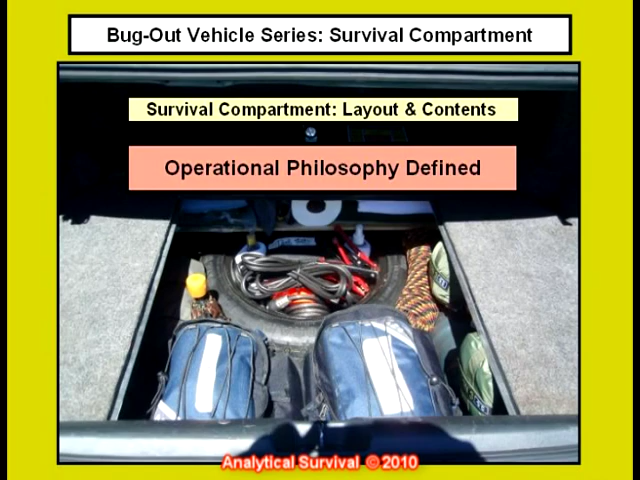 Bug-Out Vehicle Series: Survival Compartment
Survival Compartment: Layout & Contents
Operational Philosophy Defined
Analytical Survival © 2010